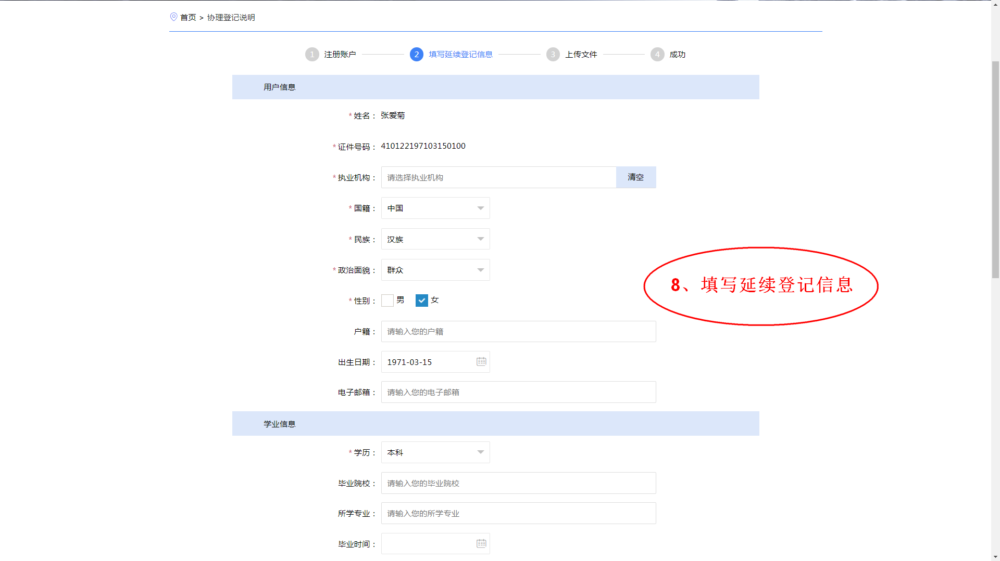 首页 > 协理登记说明
1 注册账户 2 填写延续登记信息 3 上传文件 4 成功
用户信息
* 姓名： 张爱菊
* 证件号码： 410122197103150100
* 执业机构： 请选择执业机构 清空
* 国籍： 中国
* 民族： 汉族
* 政治面貌： 群众
8、填写延续登记信息
* 性别： 男 女
户籍： 请输入您的户籍
出生日期： 1971-03-15
电子邮箱： 请输入您的电子邮箱
学业信息
* 学历： 本科
毕业院校： 请输入您的毕业院校
所学专业： 请输入您的所学专业
毕业时间：